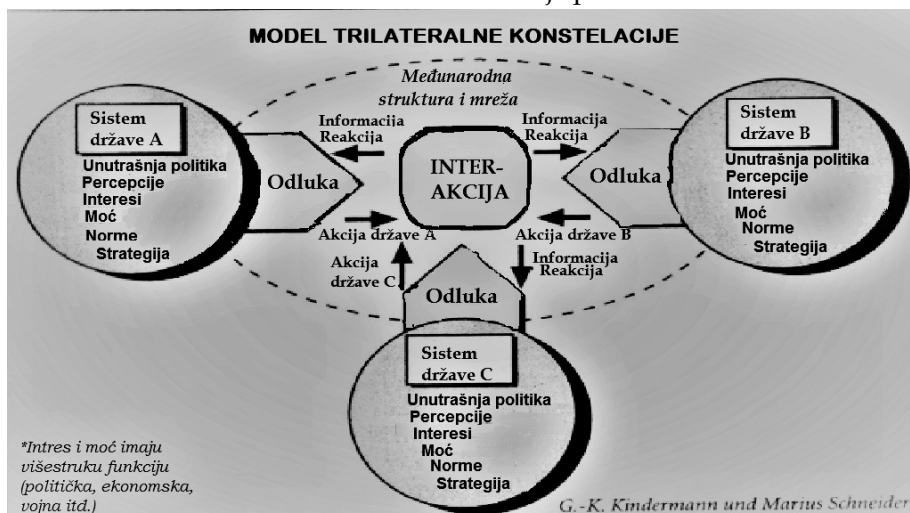 MODEL TRILATERALNE KONSTELACIJE
Međunarodna
struktura i mreža
Sistem
države A
Unutrašnja politika
Percepcije
Interesi
Moć
Norme
Strategija
Odluka
Informacija
Reakcija
Akcija države A
INTER-
AKCIJA
Informacija
Reakcija
Akcija države B
Odluka
Sistem
države B
Unutrašnja politika
Percepcije
Interesi
Moć
Norme
Strategija
Akcija
države C
Informacija
Reakcija
Odluka
Sistem
države C
Unutrašnja politika
Percepcije
Interesi
Moć
Norme
Strategija
*Intres i moć imaju
višestruku funkciju
(politička, ekonomska,
vojna itd.)
G.-K. Kindermann und Marius Schneider